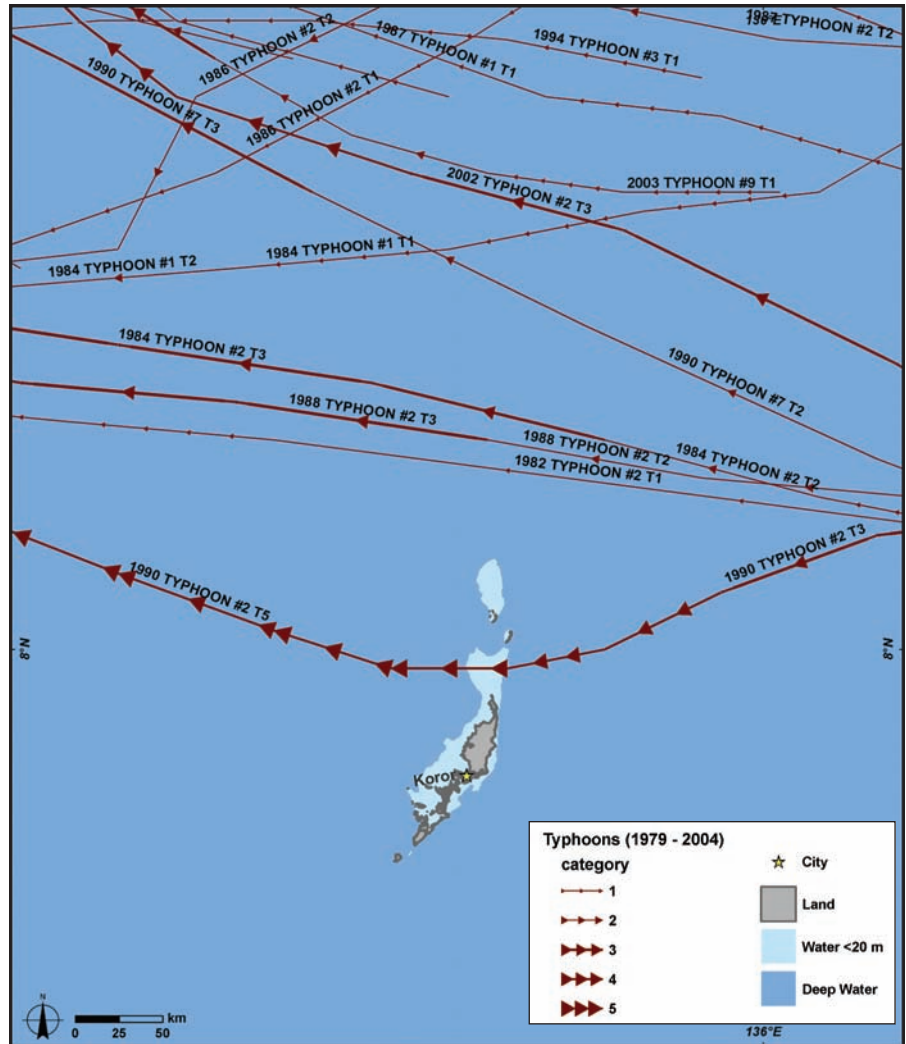 136°E
1987 TYPHOON #2 T2
1986 TYPHOON #2 T2
1987 TYPHOON #1 T1
1994 TYPHOON #3 T1
1990 TYPHOON #7 T3
1986 TYPHOON #2 T1
2002 TYPHOON #2 T3
2003 TYPHOON #9 T1
1984 TYPHOON #1 T2
1984 TYPHOON #1 T1
1984 TYPHOON #2 T3
1990 TYPHOON #7 T2
1988 TYPHOON #2 T3
1988 TYPHOON #2 T2
1984 TYPHOON #2 T2
1982 TYPHOON #2 T1
1990 TYPHOON #2 T3
1990 TYPHOON #2 T5
8°N
8°N
Koror
Typhoons (1979 - 2004)
category
1
2
3
4
5
City
Land
Water <20 m
Deep Water
N
km
0 25 50
136°E